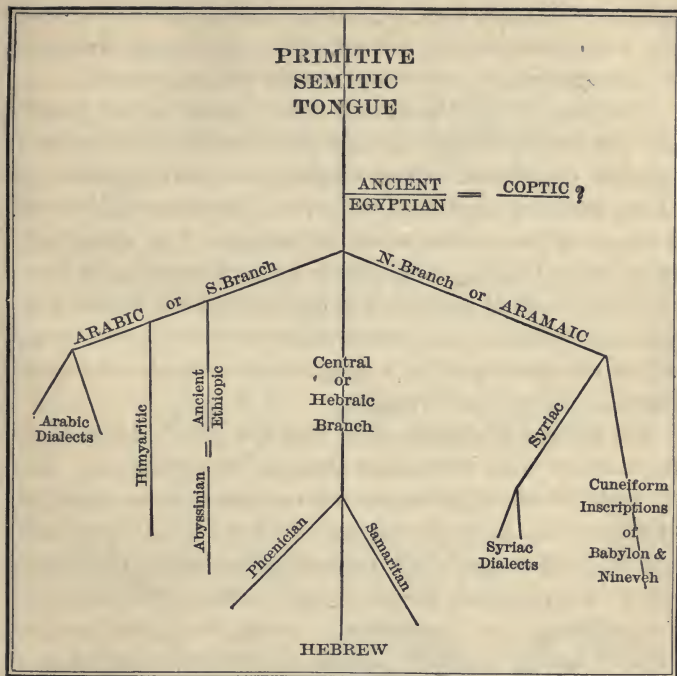 PRIMITIVE
SEMITIC
TONGUE
ANCIENT
EGYPTIAN
= COPTIC ?
ARABIC or S. Branch
N. Branch or ARAMAIC
Arabic
Dialects
Himyaritic
Abyssinian = Ancient
Ethiopic
Central
or
Hebraic
Branch
Phœnician
Samaritan
HEBREW
Syriac
Syriac
Dialects
Cuneiform
Inscriptions
of
Babylon &
Nineveh